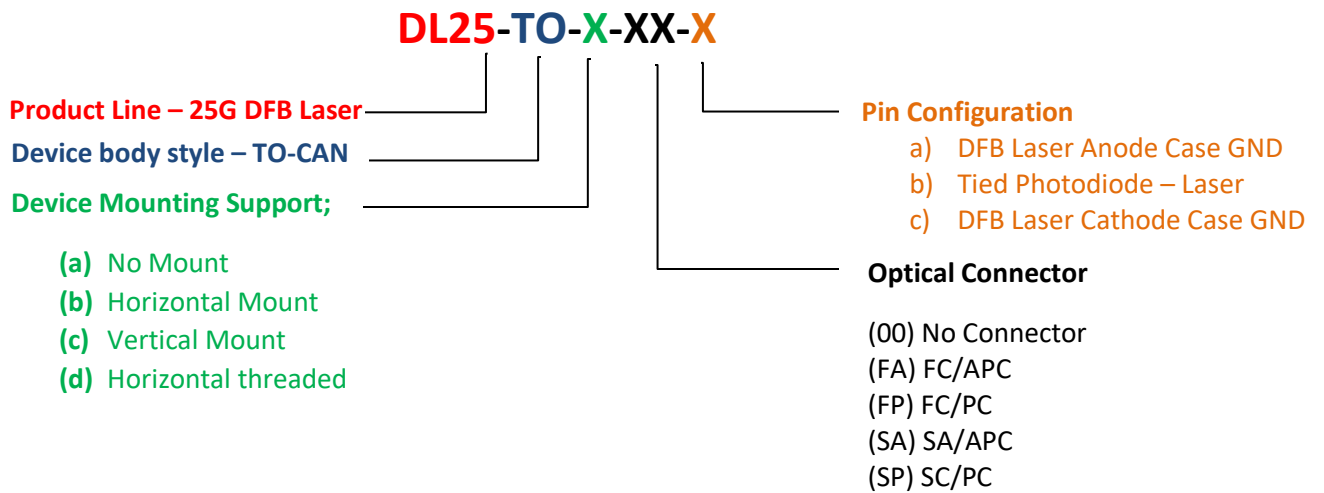 DL25-TO-X-XX-X
Product Line – 25G DFB Laser
Device body style – TO-CAN
Device Mounting Support;
(a) No Mount
(b) Horizontal Mount
(c) Vertical Mount
(d) Horizontal threaded
Pin Configuration
a) DFB Laser Anode Case GND
b) Tied Photodiode – Laser
c) DFB Laser Cathode Case GND
Optical Connector
(00) No Connector
(FA) FC/APC
(FP) FC/PC
(SA) SA/APC
(SP) SC/PC